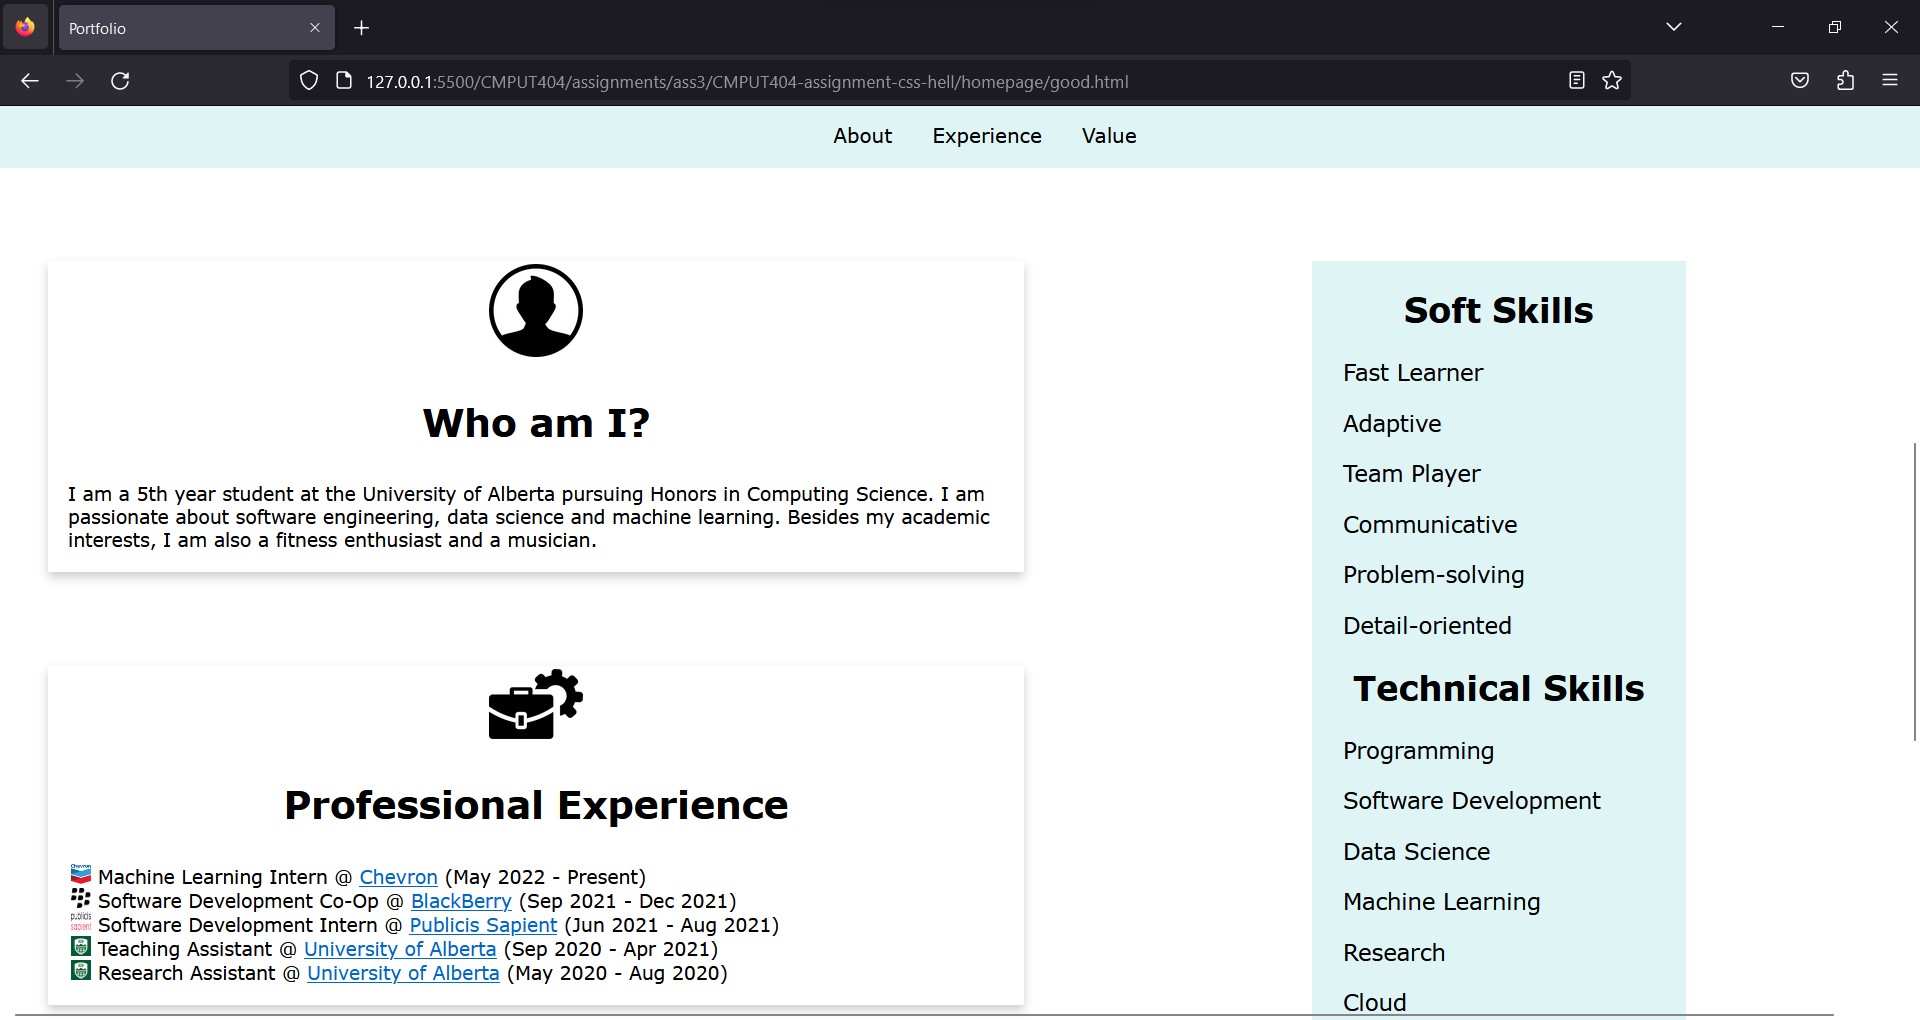 Portfolio
127.0.0.1:5500/CMPUT404/assignments/ass3/CMPUT404-assignment-css-hell/homepage/good.html
About Experience Value
Who am I?
I am a 5th year student at the University of Alberta pursuing Honors in Computing Science. I am
passionate about software engineering, data science and machine learning. Besides my academic
interests, I am also a fitness enthusiast and a musician.
Professional Experience
Chevron
Machine Learning Intern @ Chevron (May 2022 - Present)
Software Development Co-Op @ BlackBerry (Sep 2021 - Dec 2021)
publicis
sapient
Software Development Intern @ Publicis Sapient (Jun 2021 - Aug 2021)
Teaching Assistant @ University of Alberta (Sep 2020 - Apr 2021)
Research Assistant @ University of Alberta (May 2020 - Aug 2020)
Soft Skills
Fast Learner
Adaptive
Team Player
Communicative
Problem-solving
Detail-oriented
Technical Skills
Programming
Software Development
Data Science
Machine Learning
Research
Cloud